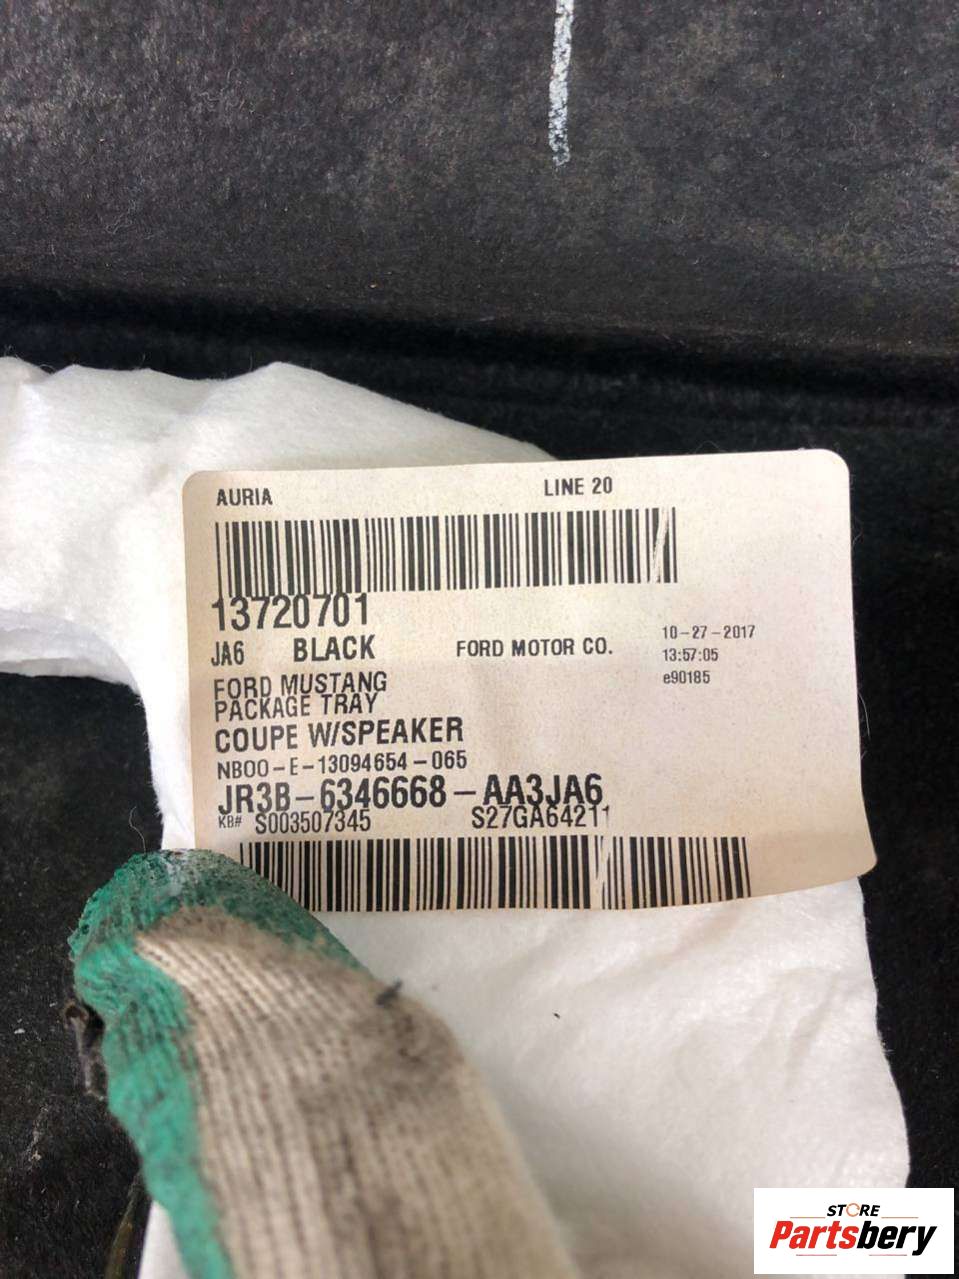 AURIA LINE 20
13720701
JA6 BLACK FORD MOTOR CO. 10-27-2017
13:57:05
FORD MUSTANG e90185
PACKAGE TRAY
COUPE W/SPEAKER
NB00-E-13094654-065
JR3B-6346668-AA3JA6
KB# S003507345 S27GA64211
STORE
Partsbery